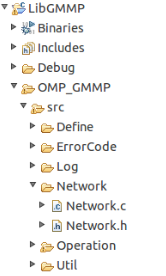 LibGMMP
Binaries
Includes
Debug
OMP_GMMP
src
Define
ErrorCode
Log
Network
Network.c
Network.h
Operation
Util